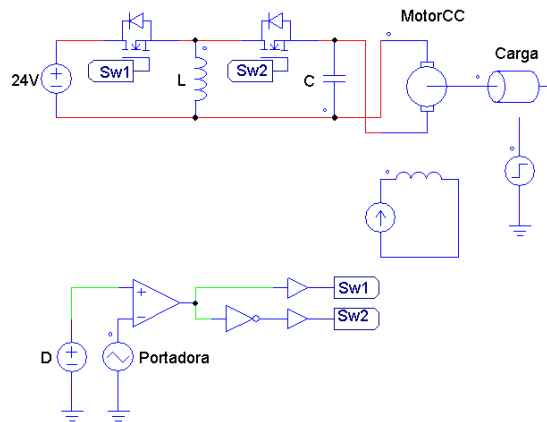 MotorCC
Carga
24V
Sw1
L
Sw2
C
Sw1
Sw2
D
Portadora